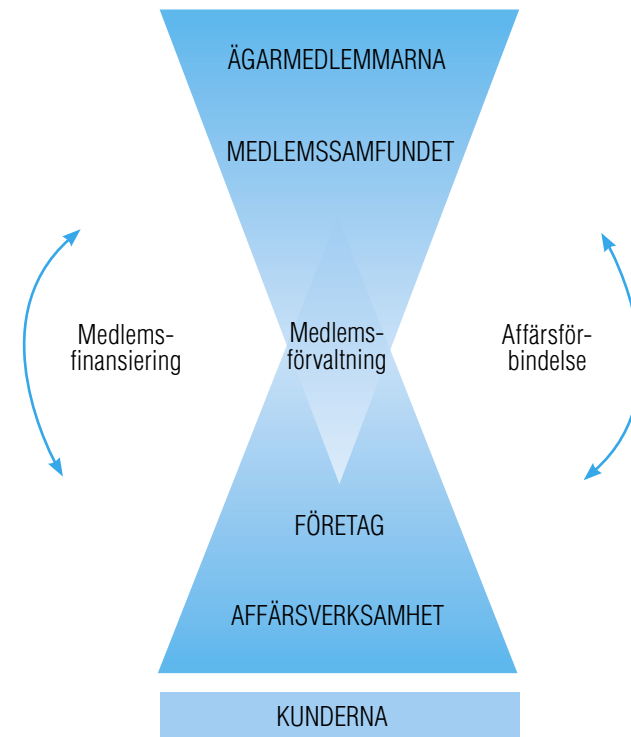 ÄGARMEDLEMMARNA
MEDLEMSSAMFUNDET
Medlems-
finansiering
Medlems-
förvaltning
Affärsför-
bindelse
FÖRETAG
AFFÄRSVERKSAMHET
KUNDERNA